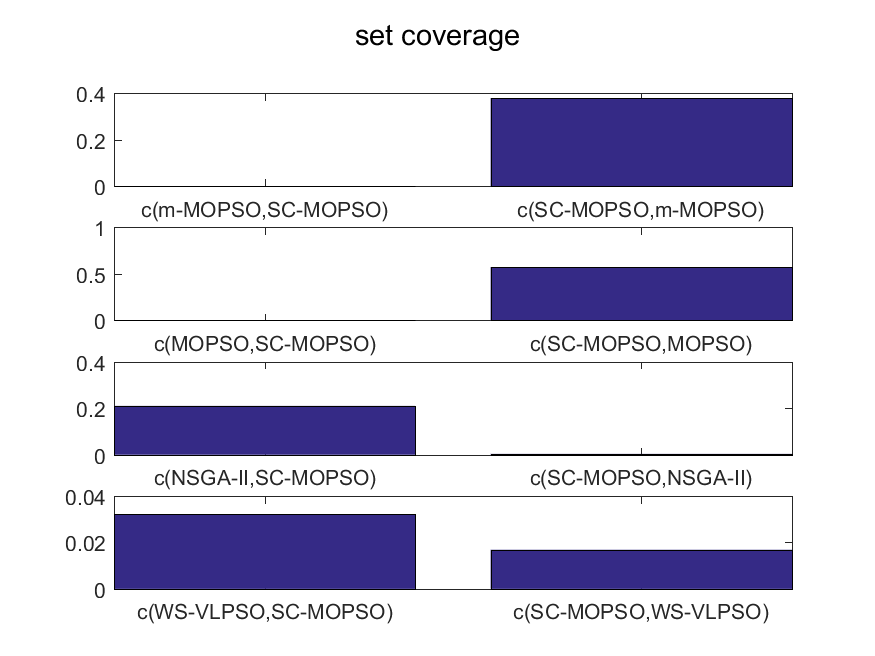 set coverage
0.4
0.2
0
c(m-MOPSO,SC-MOPSO) c(SC-MOPSO,m-MOPSO)
1
0.5
0
c(MOPSO,SC-MOPSO) c(SC-MOPSO,MOPSO)
0.4
0.2
0
c(NSGA-II,SC-MOPSO) c(SC-MOPSO,NSGA-II)
0.04
0.02
0
c(WS-VLPSO,SC-MOPSO) c(SC-MOPSO,WS-VLPSO)